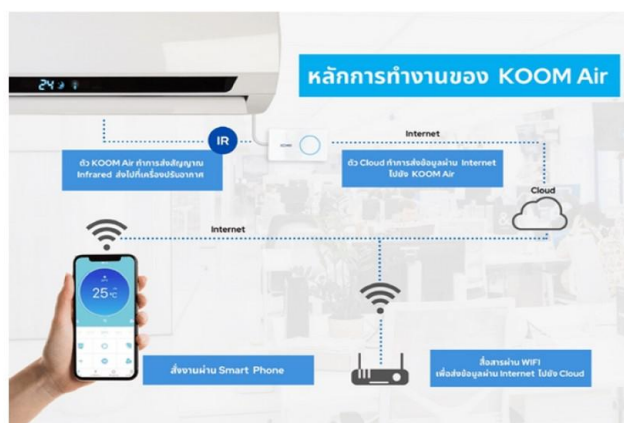 หลักการทำงานของ KOOM Air
24
IR
Internet
ตัว KOOM Air ทำการส่งสัญญาณ
Infrared ส่งไปที่เครื่องปรับอากาศ
ตัว Cloud ทำการส่งข้อมูลผ่าน Internet
ไปยัง KOOM Air
Cloud
Internet
25 °C
สั่งงานผ่าน Smart Phone
สื่อสารผ่าน WIFI
เพื่อส่งข้อมูลผ่าน Internet ไปยัง Cloud